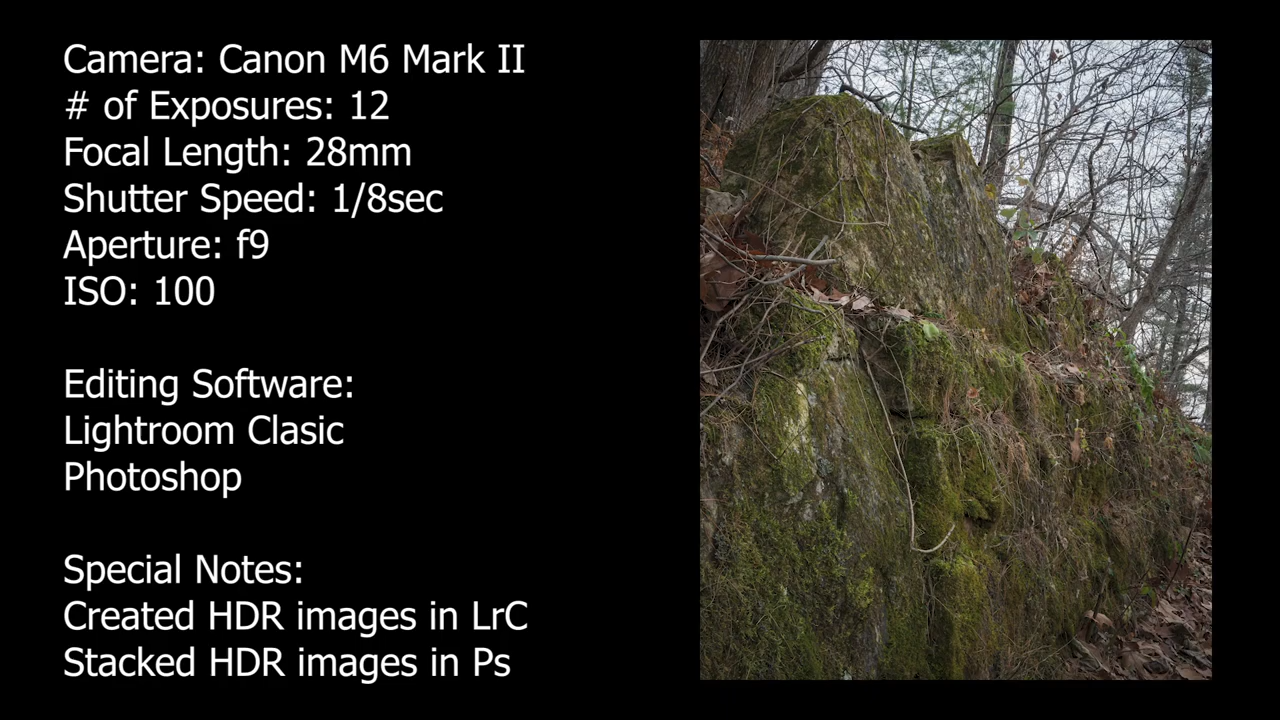 Camera: Canon M6 Mark II
# of Exposures: 12
Focal Length: 28mm
Shutter Speed: 1/8sec
Aperture: f9
ISO: 100
Editing Software:
Lightroom Clasic
Photoshop
Special Notes:
Created HDR images in LrC
Stacked HDR images in Ps